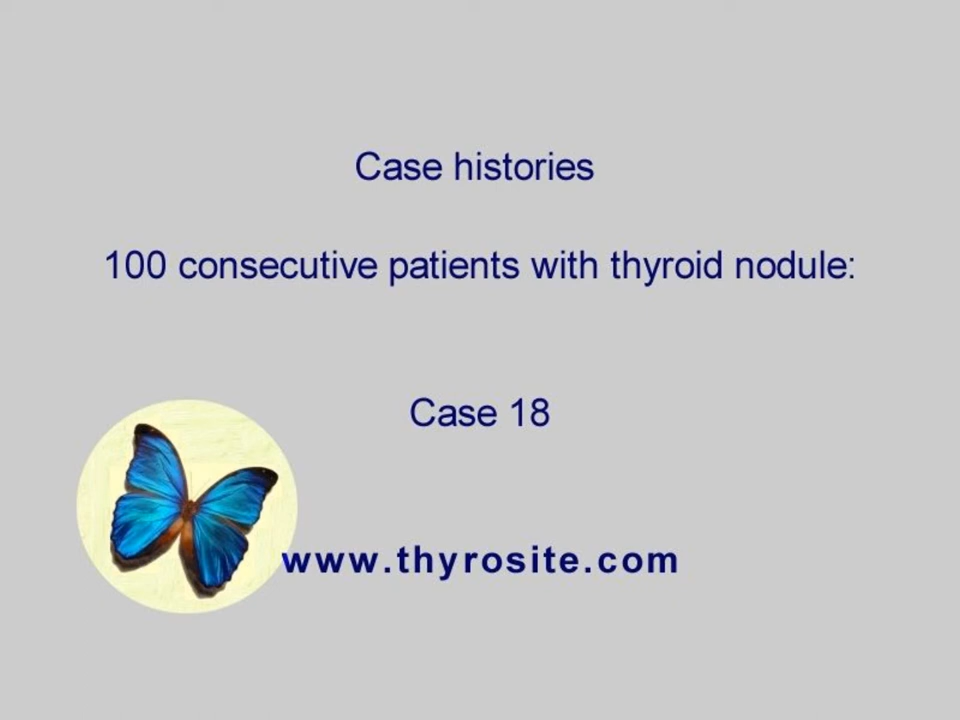 Case histories
100 consecutive patients with thyroid nodule:
Case 18
www.thyrosite.com